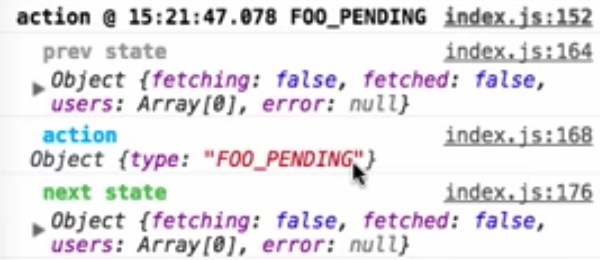 action @ 15:21:47.078 FOO_PENDING index.js:152
prev state index.js:164
Object {fetching: false, fetched: false,
users: Array[0], error: null}
action index.js:168
Object {type: "FOO_PENDING"}
next state index.js:176
Object {fetching: false, fetched: false,
users: Array[0], error: null}